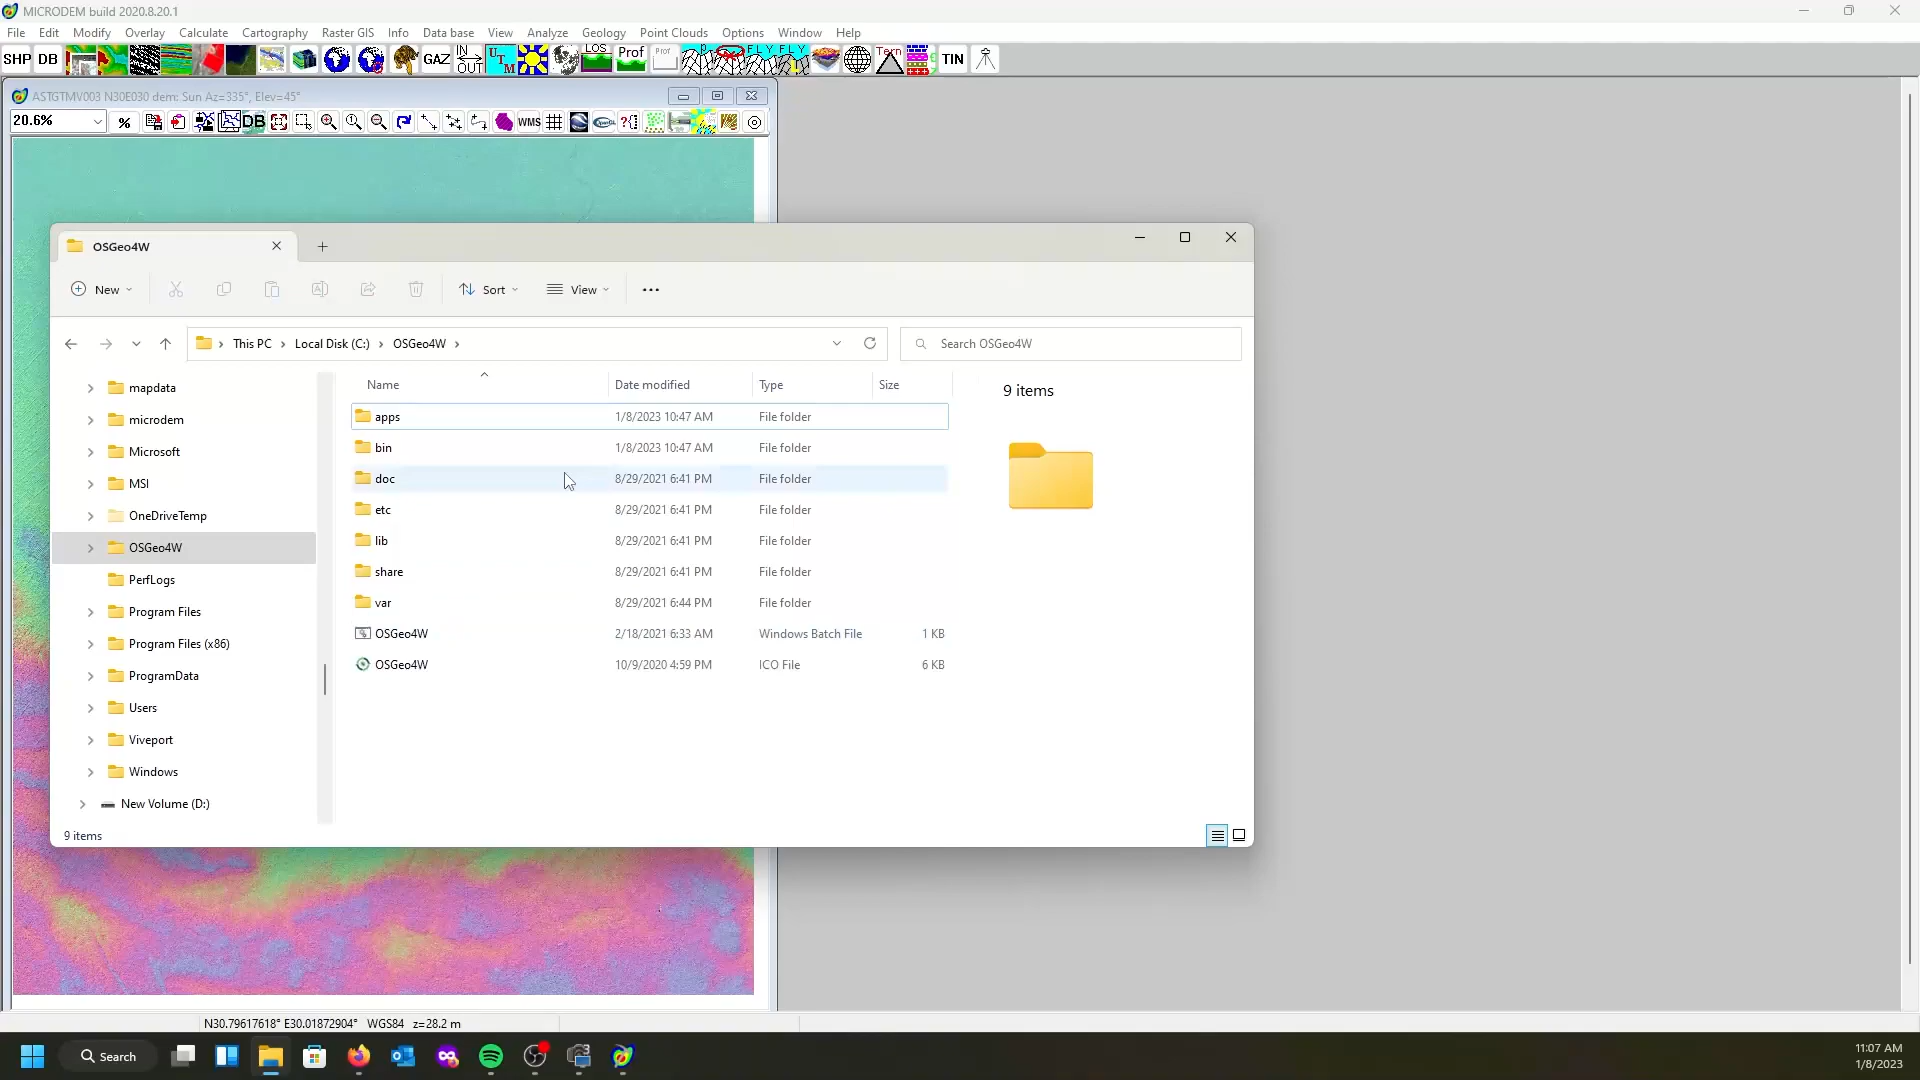 MICRODEM build 2020.8.20.1
File Edit Modify Overlay Calculate Cartography Raster GIS Info Data base View Analyze Geology Point Clouds Options Window Help
SHP DB GAZ IN OUT UTM LOS Prof Prof FLY FLY Tern TIN
ASTGTMV003 N30E030 dem: Sun Az=335°, Elev=45°
20.6% % DB WMS
OSGeo4W
New Sort View
This PC > Local Disk (C:) > OSGeo4W >
Search OSGeo4W
mapdata
microdem
Microsoft
MSI
OneDriveTemp
OSGeo4W
PerfLogs
Program Files
Program Files (x86)
ProgramData
Users
Viveport
Windows
New Volume (D:)
Name Date modified Type Size
apps 1/8/2023 10:47 AM File folder
bin 1/8/2023 10:47 AM File folder
doc 8/29/2021 6:41 PM File folder
etc 8/29/2021 6:41 PM File folder
lib 8/29/2021 6:41 PM File folder
share 8/29/2021 6:41 PM File folder
var 8/29/2021 6:44 PM File folder
OSGeo4W 2/18/2021 6:33 AM Windows Batch File 1 KB
OSGeo4W 10/9/2020 4:59 PM ICO File 6 KB
9 items
9 items
N30.79617618° E30.01872904° WGS84 z=28.2 m
Search
11:07 AM
1/8/2023